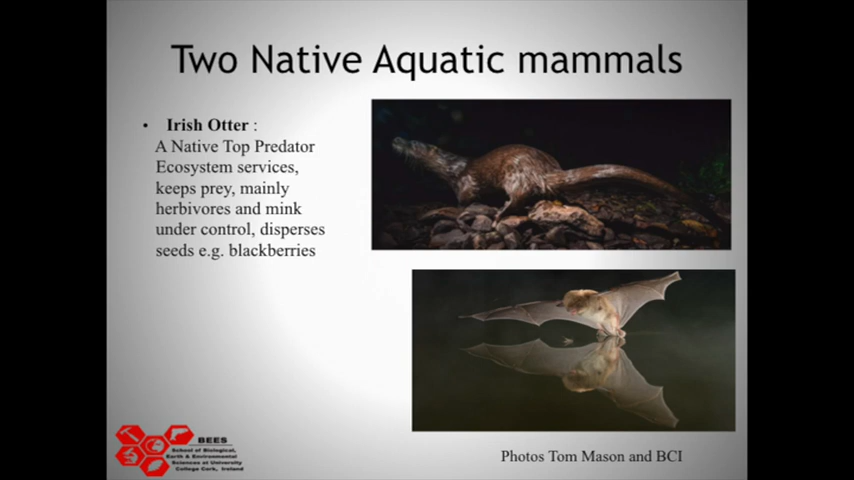 Two Native Aquatic mammals
• Irish Otter :
A Native Top Predator
Ecosystem services,
keeps prey, mainly
herbivores and mink
under control, disperses
seeds e.g. blackberries
BEES
School of Biological,
Earth & Environmental
Sciences at University
College Cork, Ireland
Photos Tom Mason and BCI